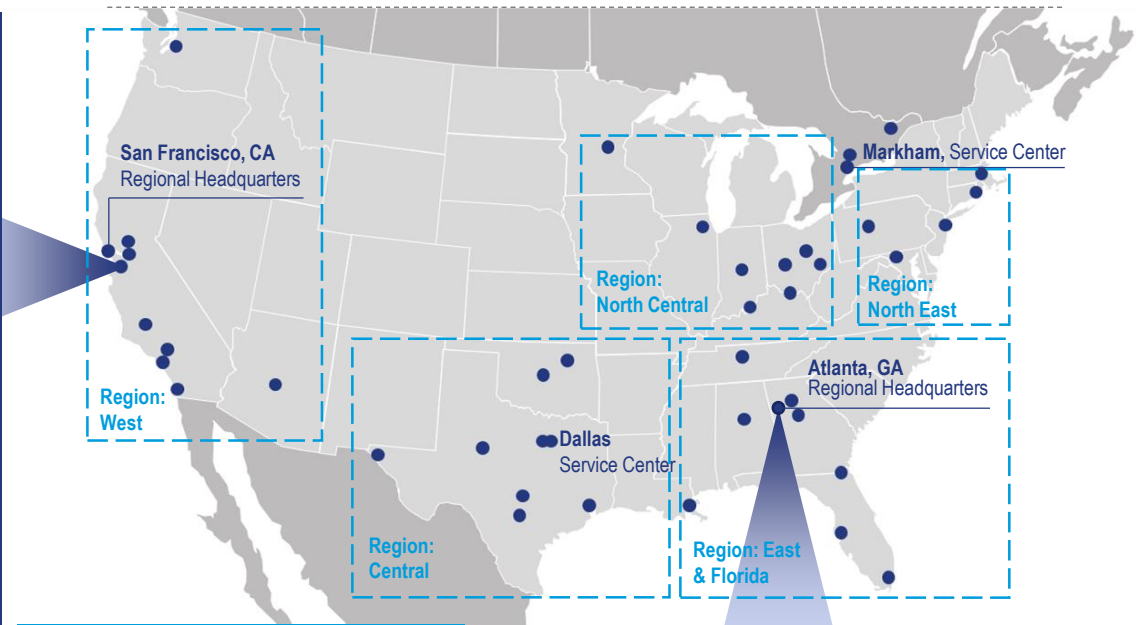 San Francisco, CA
Regional Headquarters
Markham, Service Center
Region:
North Central
Region:
North East
Atlanta, GA
Regional Headquarters
Region:
West
Dallas
Service Center
Region:
Central
Region: East
& Florida